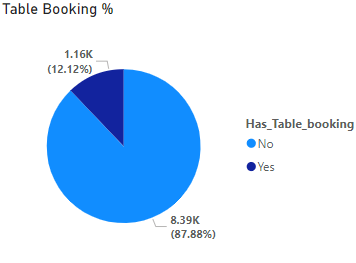 Table Booking %
1.16K
(12.12%)
Has_Table_booking
No
Yes
8.39K
(87.88%)